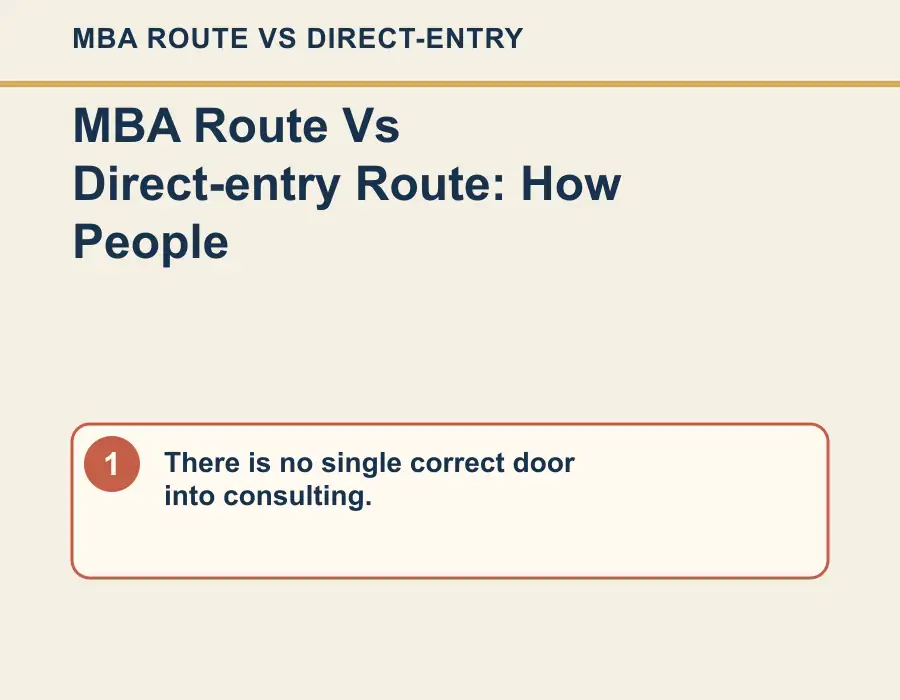 MBA ROUTE VS DIRECT-ENTRY
MBA Route Vs
Direct-entry Route: How
People
1
There is no single correct door
into consulting.